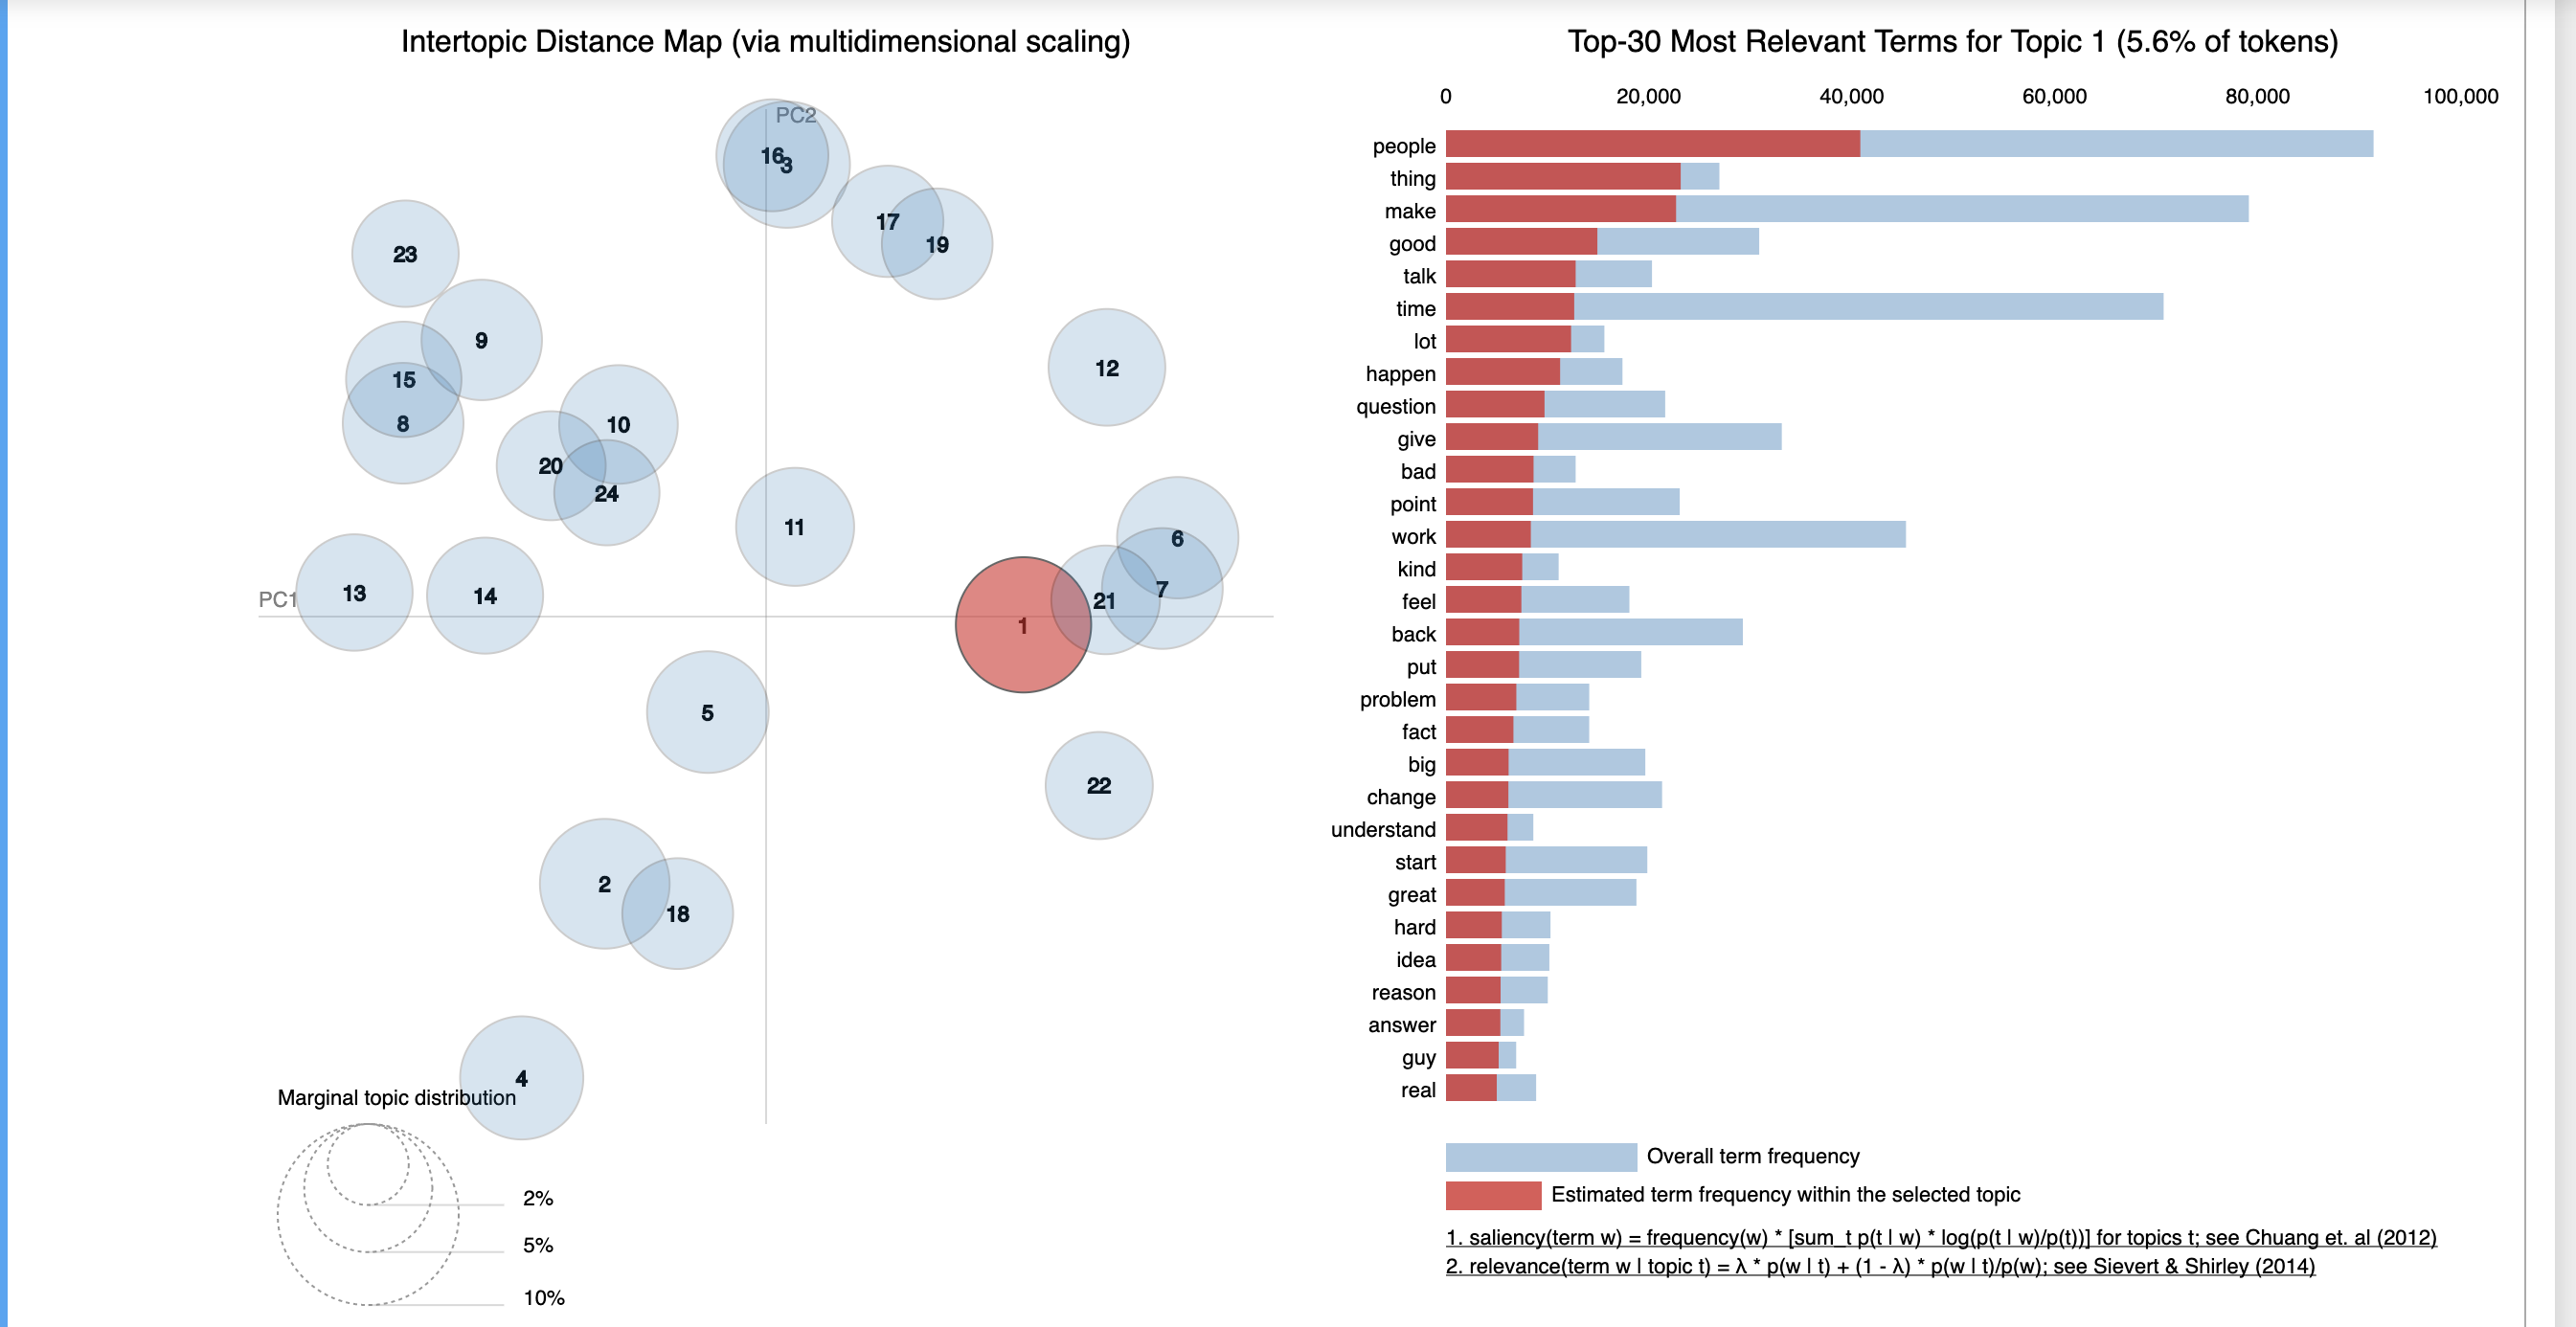 Intertopic Distance Map (via multidimensional scaling)
PC2
16
3
17
19
23
9
12
15
8
10
20
24
11
6
7
21
13
14
PC1
1
5
22
2
18
4
Marginal topic distribution
2%
5%
10%
Top-30 Most Relevant Terms for Topic 1 (5.6% of tokens)
0 20,000 40,000 60,000 80,000 100,000
people
thing
make
good
talk
time
lot
happen
question
give
bad
point
work
kind
feel
back
put
problem
fact
big
change
understand
start
great
hard
idea
reason
answer
guy
real
Overall term frequency
Estimated term frequency within the selected topic
1. saliency(term w) = frequency(w) * [sum_t p(t | w) * log(p(t | w)/p(t))] for topics t; see Chuang et. al (2012)
2. relevance(term w | topic t) = λ * p(w | t) + (1 - λ) * p(w | t)/p(w); see Sievert & Shirley (2014)